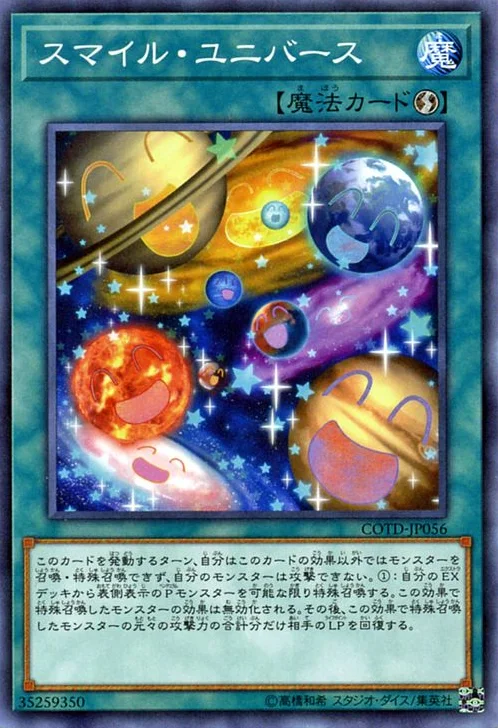 スマイル・ユニバース
魔
【魔法カード】
COTD-JP056
このカードを発動するターン、自分はこのカードの効果以外ではモンスターを
召喚・特殊召喚できず、自分のモンスターは攻撃できない。①：自分のEX
デッキから表側表示のPモンスターを可能な限り特殊召喚する。この効果で
特殊召喚したモンスターの効果は無効化される。その後、この効果で特殊召喚
したモンスターの元々の攻撃力の合計分だけ相手のLPを回復する。
35259350
©高橋和希 スタジオ・ダイス/集英社